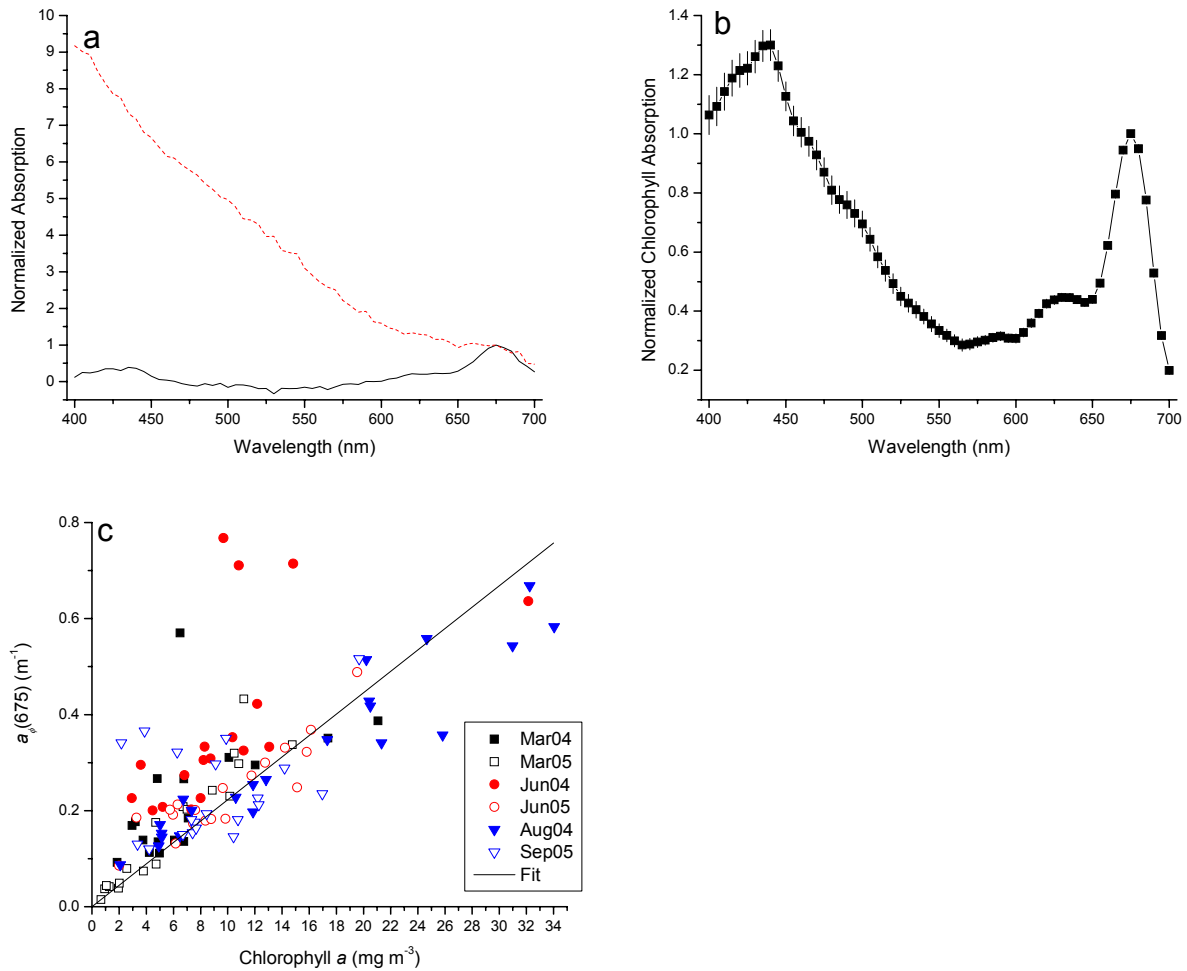 a
10
9
8
7
6
5
4
3
2
1
0
Normalized Absorption
400 450 500 550 600 650 700
Wavelength (nm)
b
1.4
1.2
1.0
0.8
0.6
0.4
0.2
Normalized Chlorophyll Absorption
400 450 500 550 600 650 700
Wavelength (nm)
c
0.8
0.6
0.4
0.2
0.0
aϕ(675) (m-1)
0 2 4 6 8 10 12 14 16 18 20 22 24 26 28 30 32 34
Chlorophyll a (mg m-3)
Mar04
Mar05
Jun04
Jun05
Aug04
Sep05
Fit